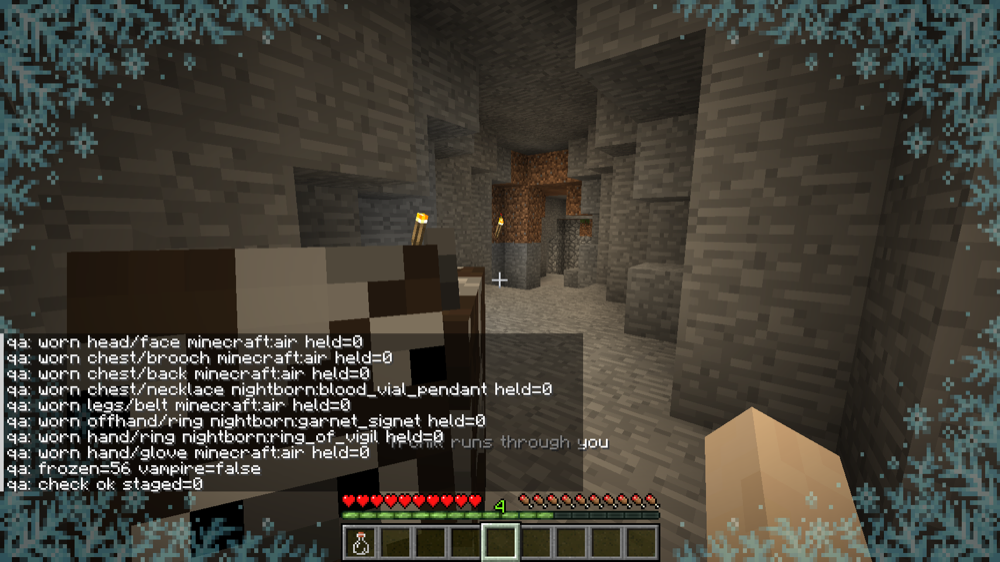 qa: worn head/face minecraft:air held=0
qa: worn chest/brooch minecraft:air held=0
qa: worn chest/back minecraft:air held=0
qa: worn chest/necklace nightborn:blood_vial_pendant held=0
qa: worn legs/belt minecraft:air held=0
qa: worn offhand/ring nightborn:garnet_signet held=0
qa: worn hand/ring nightborn:ring_of_vigil held=0
runs through you
qa: worn hand/glove minecraft:air held=0
qa: frozen=56 vampire=false
qa: check ok staged=0
4